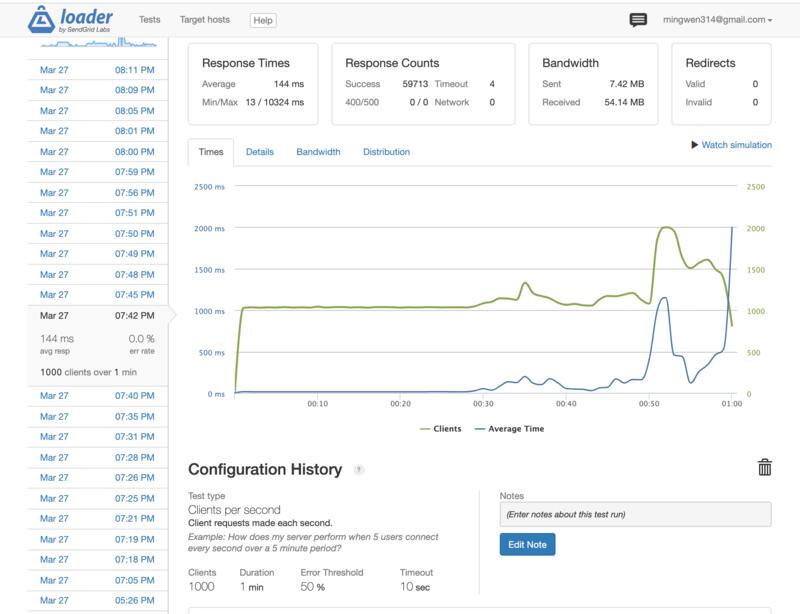 loader
by SendGrid Labs
Tests
Target hosts
Help
mingwen314@gmail.com
Mar 27 08:11 PM
Mar 27 08:09 PM
Mar 27 08:05 PM
Mar 27 08:01 PM
Mar 27 08:00 PM
Mar 27 07:59 PM
Mar 27 07:56 PM
Mar 27 07:51 PM
Mar 27 07:50 PM
Mar 27 07:49 PM
Mar 27 07:48 PM
Mar 27 07:45 PM
Mar 27 07:42 PM
144 ms 0.0 %
avg resp err rate
1000 clients over 1 min
Mar 27 07:40 PM
Mar 27 07:35 PM
Mar 27 07:31 PM
Mar 27 07:28 PM
Mar 27 07:26 PM
Mar 27 07:25 PM
Mar 27 07:21 PM
Mar 27 07:19 PM
Mar 27 07:18 PM
Mar 27 07:05 PM
Mar 27 05:26 PM
Response Times
Average 144 ms
Min/Max 13 / 10324 ms
Response Counts
Success 59713 Timeout 4
400/500 0 / 0 Network 0
Bandwidth
Sent 7.42 MB
Received 54.14 MB
Redirects
Valid 0
Invalid 0
Times
Details
Bandwidth
Distribution
Watch simulation
2500 ms 2500
2000 ms 2000
1500 ms 1500
1000 ms 1000
500 ms 500
0 ms 0
00:10 00:20 00:30 00:40 00:50 01:00
Clients Average Time
Configuration History ?
Test type
Clients per second
Client requests made each second.
Example: How does my server perform when 5 users connect
every second over a 5 minute period?
Clients Duration Error Threshold Timeout
1000 1 min 50 % 10 sec
Notes
(Enter notes about this test run)
Edit Note